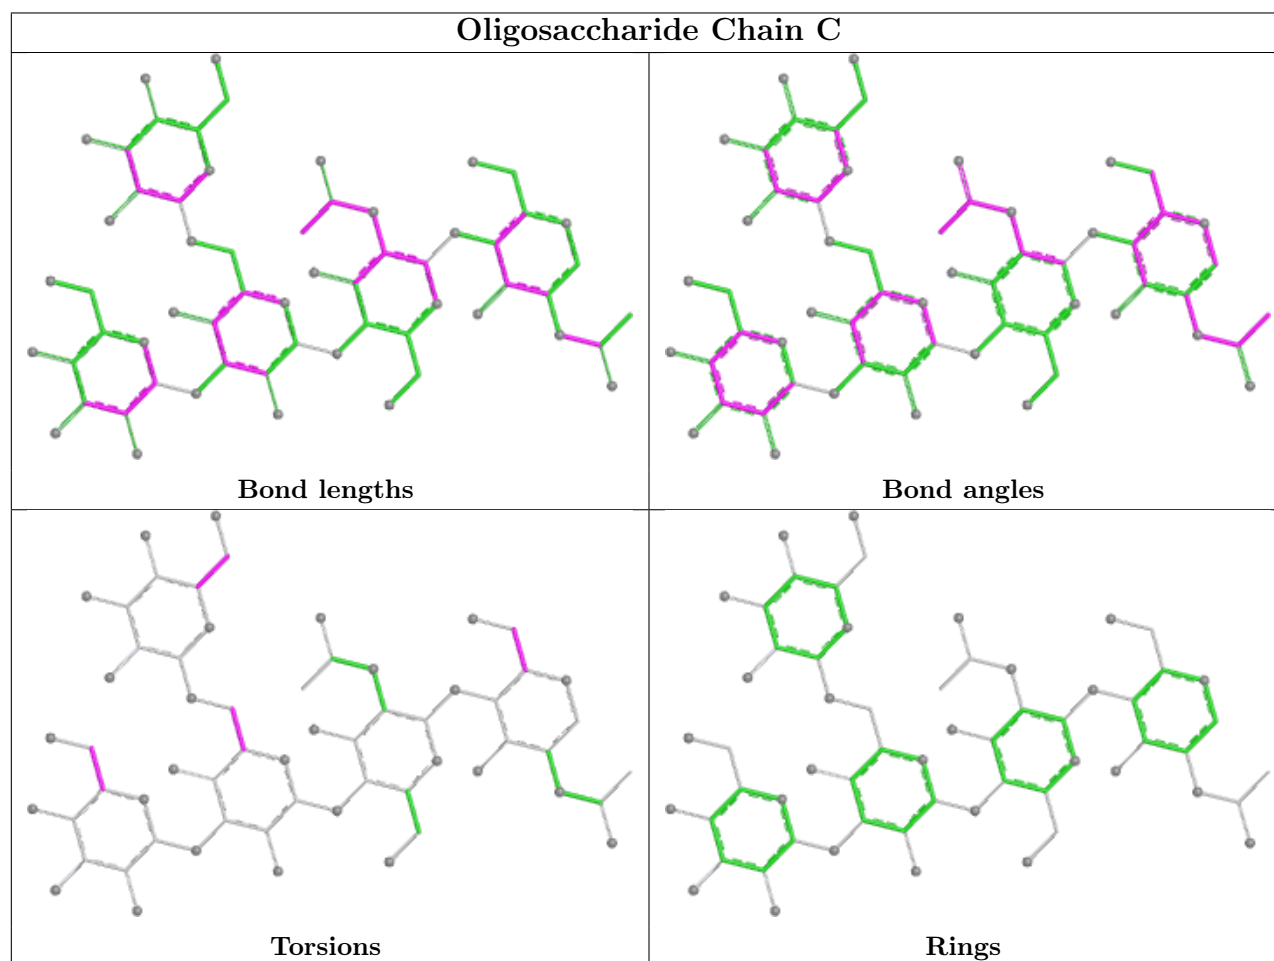 Oligosaccharide Chain C
Bond lengths
Bond angles
Torsions
Rings